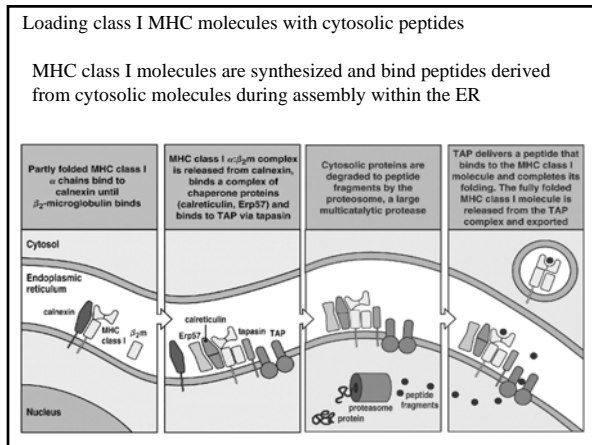 Loading class I MHC molecules with cytosolic peptides
MHC class I molecules are synthesized and bind peptides derived
from cytosolic molecules during assembly within the ER
Partly folded MHC class I
α chains bind to
calnexin until
β₂-microglobulin binds
MHC class I α:β₂m complex
is released from calnexin,
binds a complex of
chaperone proteins
(calreticulin, Erp57) and
binds to TAP via tapasin
Cytosolic proteins are
degraded to peptide
fragments by the
proteosome, a large
multicatalytic protease
TAP delivers a peptide that
binds to the MHC class I
molecule and completes its
folding. The fully folded
MHC class I molecule is
released from the TAP
complex and exported
Cytosol
Endoplasmic
reticulum
calnexin
MHC
class I
β₂m
Nucleus
calreticulin
Erp57
tapasin
TAP
proteasome
protein
peptide
fragments